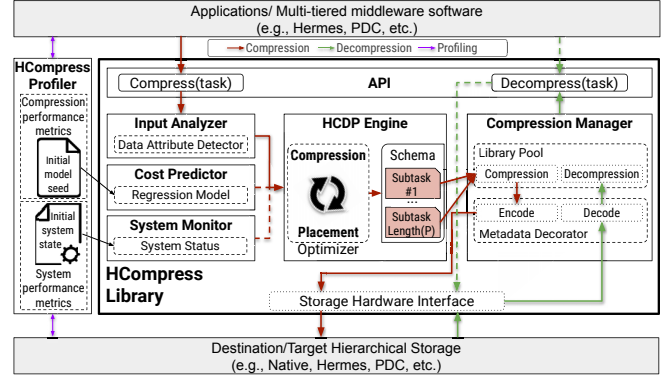 Applications/ Multi-tiered middleware software
(e.g., Hermes, PDC, etc.)
Compression
Decompression
Profiling
HCompress
Profiler
Compression
performance
metrics
Initial
model
seed
Initial
system
state
System
performance
metrics
Compress(task)
API
Decompress(task)
Input Analyzer
Data Attribute Detector
Cost Predictor
Regression Model
System Monitor
System Status
HCompress
Library
HCDP Engine
Compression
Placement
Optimizer
Schema
Subtask
#1
...
Subtask
Length(P)
Compression Manager
Library Pool
Compression
Decompression
Encode
Decode
Metadata Decorator
Storage Hardware Interface
Destination/Target Hierarchical Storage
(e.g., Native, Hermes, PDC, etc.)